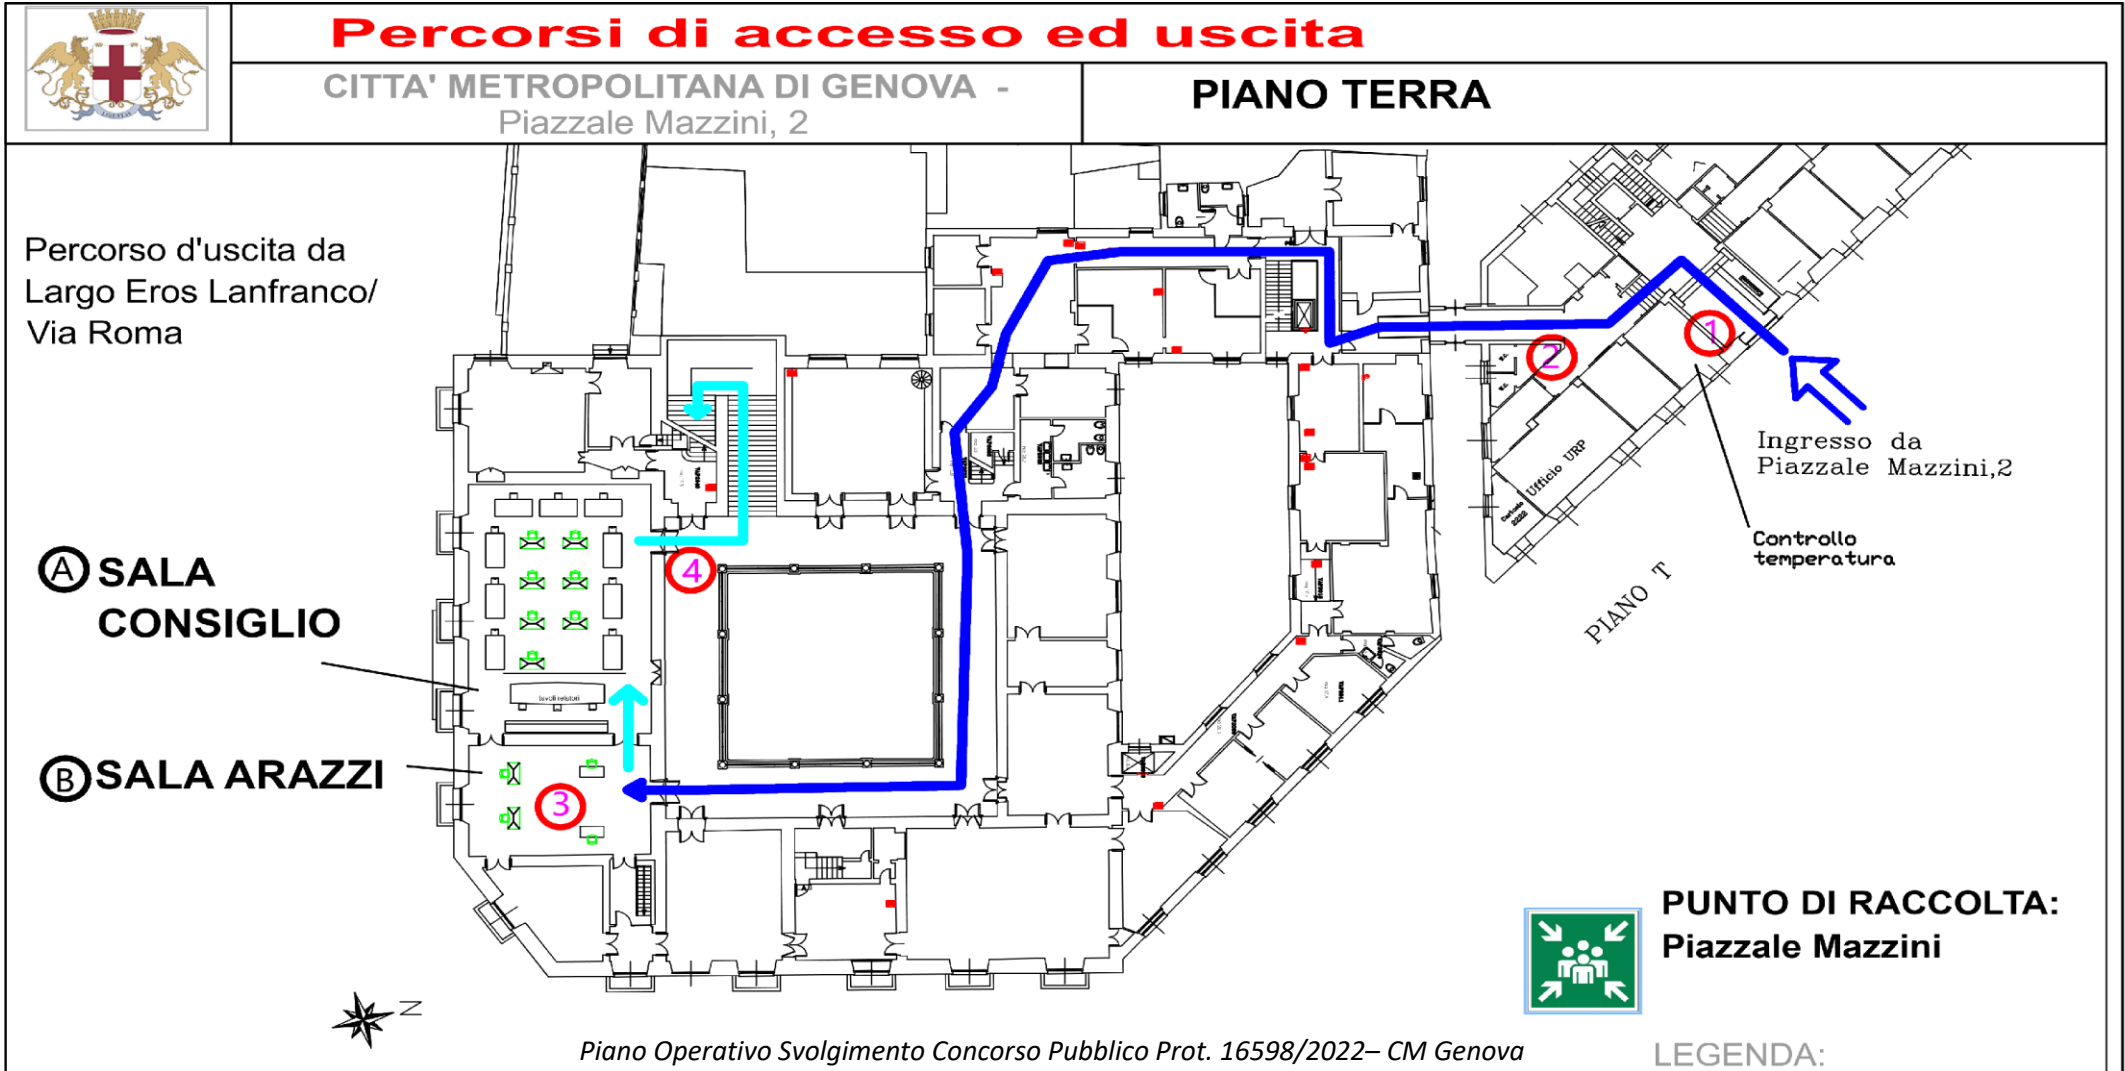 Percorsi di accesso ed uscita
CITTA' METROPOLITANA DI GENOVA -
Piazzale Mazzini, 2
PIANO TERRA
Percorso d'uscita da
Largo Eros Lanfranco/
Via Roma
1
2
Ingresso da
Piazzale Mazzini,2
Ufficio URP
Controllo
temperatura
PIANO T
A SALA
CONSIGLIO
4
tavoli relatori
B SALA ARAZZI
3
PUNTO DI RACCOLTA:
Piazzale Mazzini
N
Piano Operativo Svolgimento Concorso Pubblico Prot. 16598/2022– CM Genova
LEGENDA: